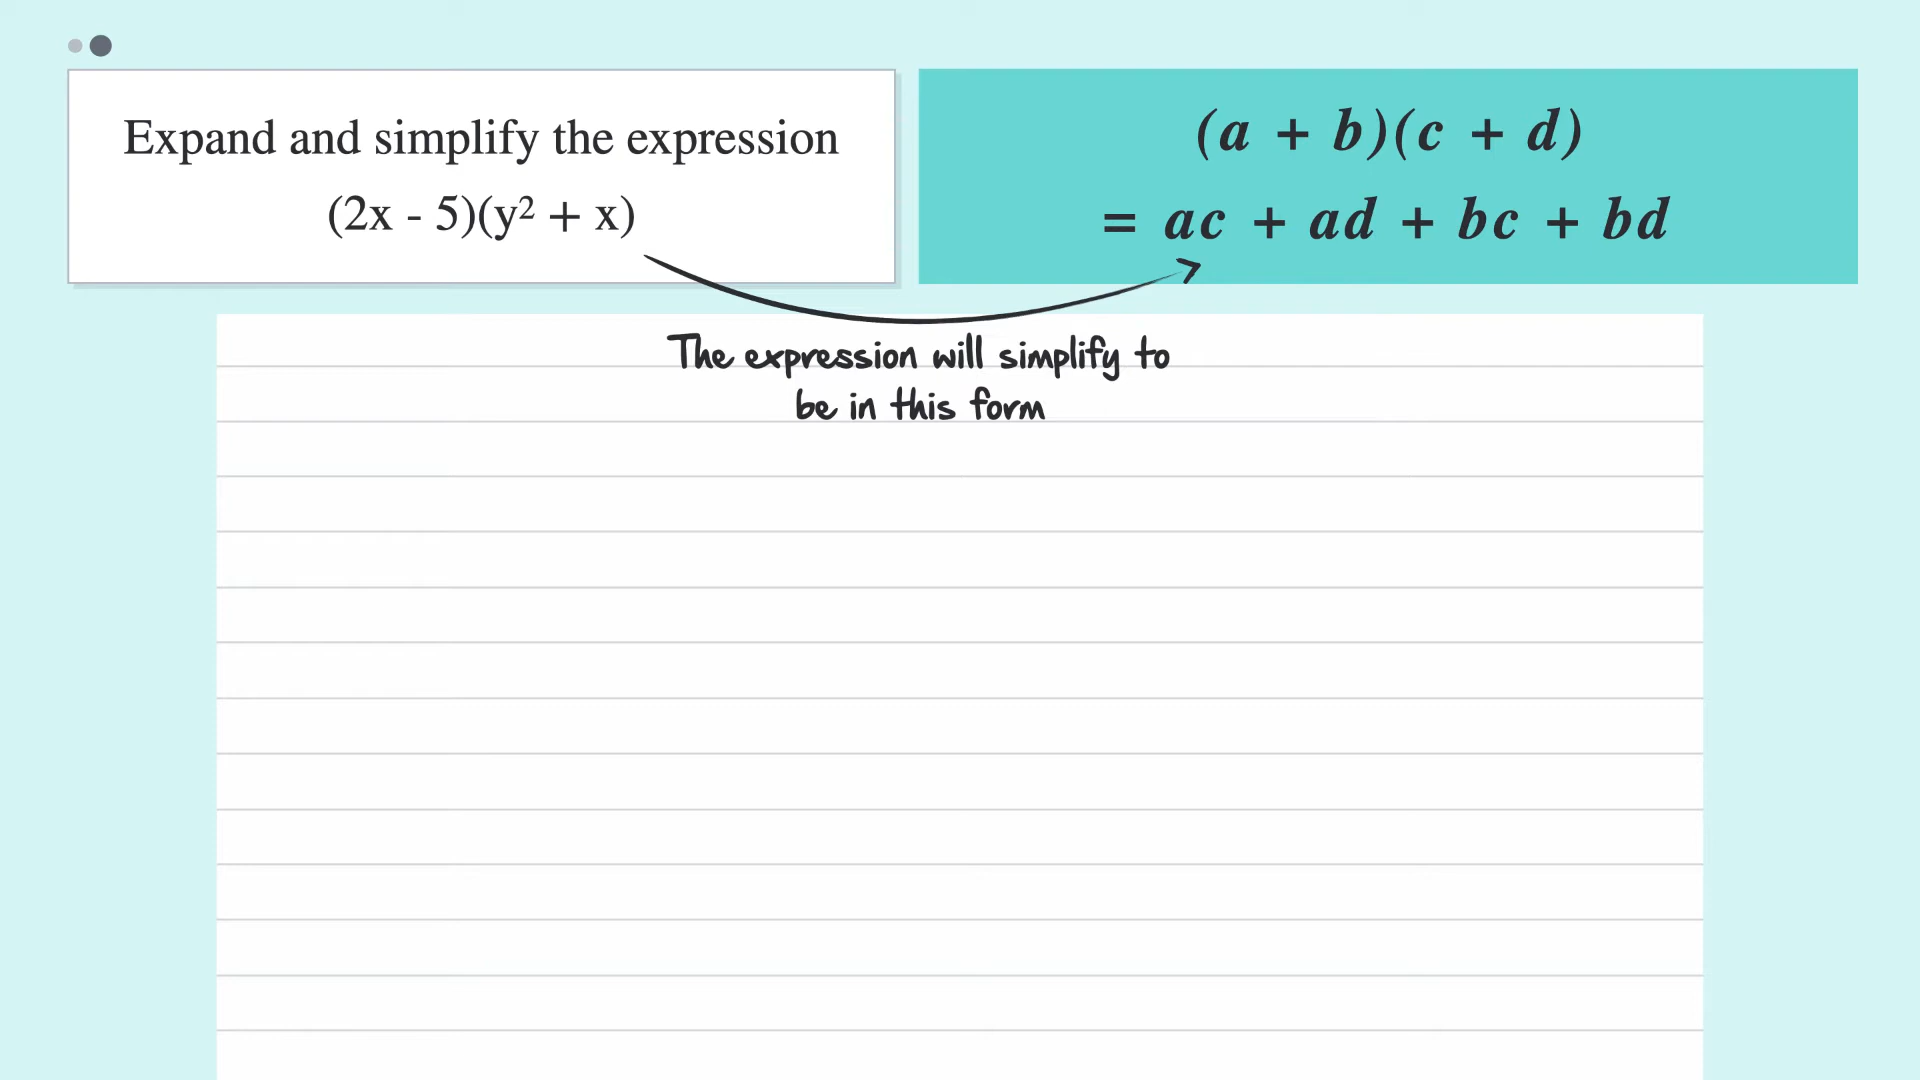 Expand and simplify the expression
(2x - 5)(y² + x)
(a + b)(c + d)
= ac + ad + bc + bd
The expression will simplify to
be in this form